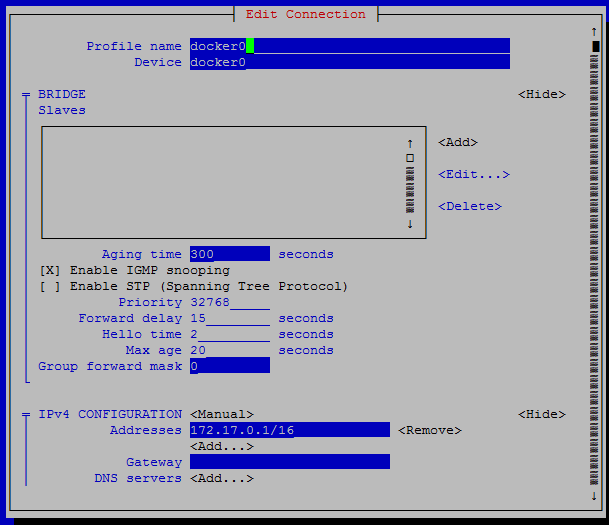 Edit Connection
Profile name docker0
Device docker0
BRIDGE <Hide>
Slaves
<Add>
<Edit...>
<Delete>
Aging time 300 seconds
[X] Enable IGMP snooping
[ ] Enable STP (Spanning Tree Protocol)
Priority 32768
Forward delay 15 seconds
Hello time 2 seconds
Max age 20 seconds
Group forward mask 0
IPv4 CONFIGURATION <Manual> <Hide>
Addresses 172.17.0.1/16 <Remove>
<Add...>
Gateway
DNS servers <Add...>